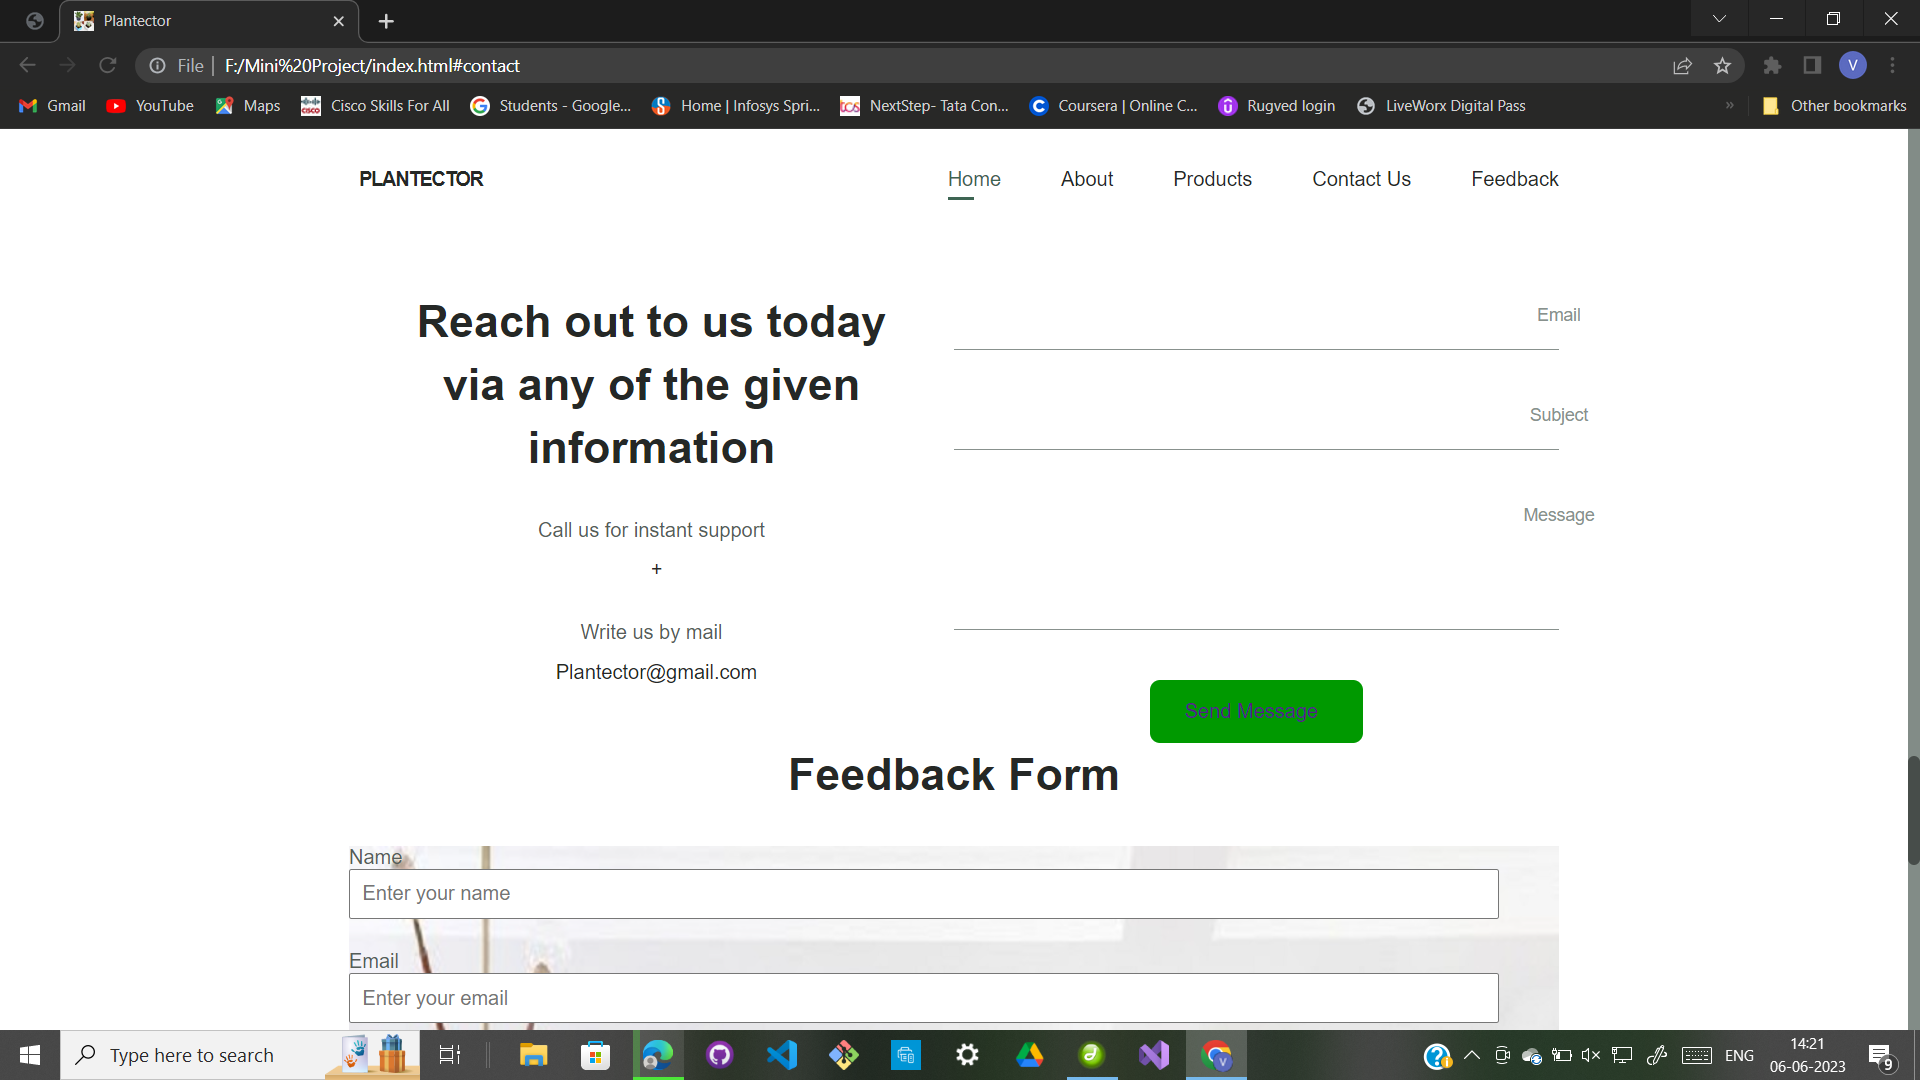 Plantector
File
F:/Mini%20Project/index.html#contact
V
Gmail
YouTube
Maps
Cisco Skills For All
Students - Google...
Home | Infosys Spri...
NextStep- Tata Con...
Coursera | Online C...
Rugved login
LiveWorx Digital Pass
»
Other bookmarks
PLANTECTOR
Home
About
Products
Contact Us
Feedback
Reach out to us today
via any of the given
information
Call us for instant support
+
Write us by mail
Plantector@gmail.com
Email
Subject
Message
Send Message
Feedback Form
Name
Enter your name
Email
Enter your email
Type here to search
ENG
14:21
06-06-2023
9